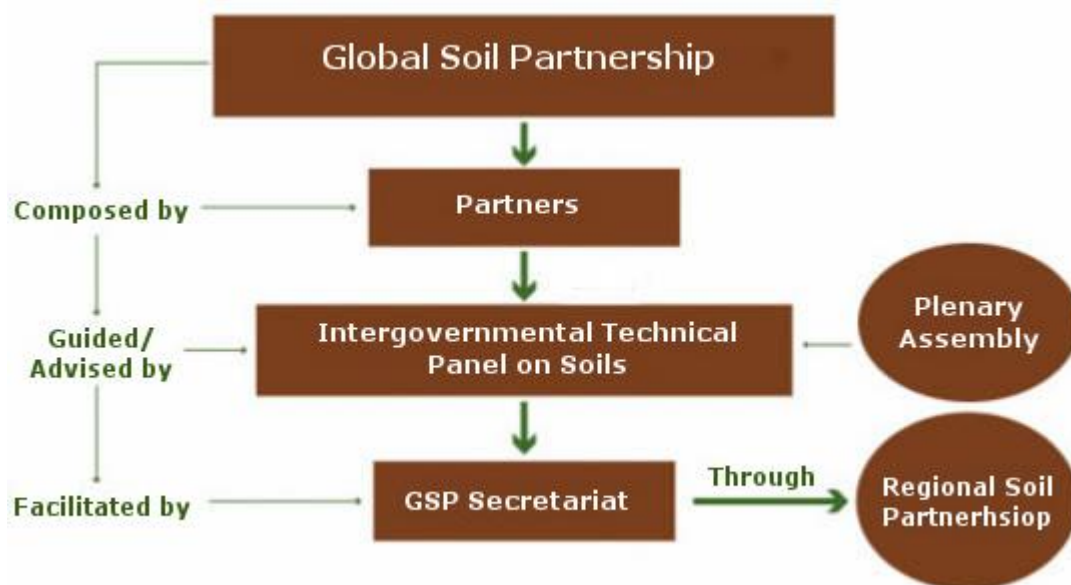 Global Soil Partnership
Composed by
Partners
Guided/
Advised by
Intergovernmental Technical
Panel on Soils
Plenary
Assembly
Facilitated by
GSP Secretariat
Through
Regional Soil
Partnerhsiop